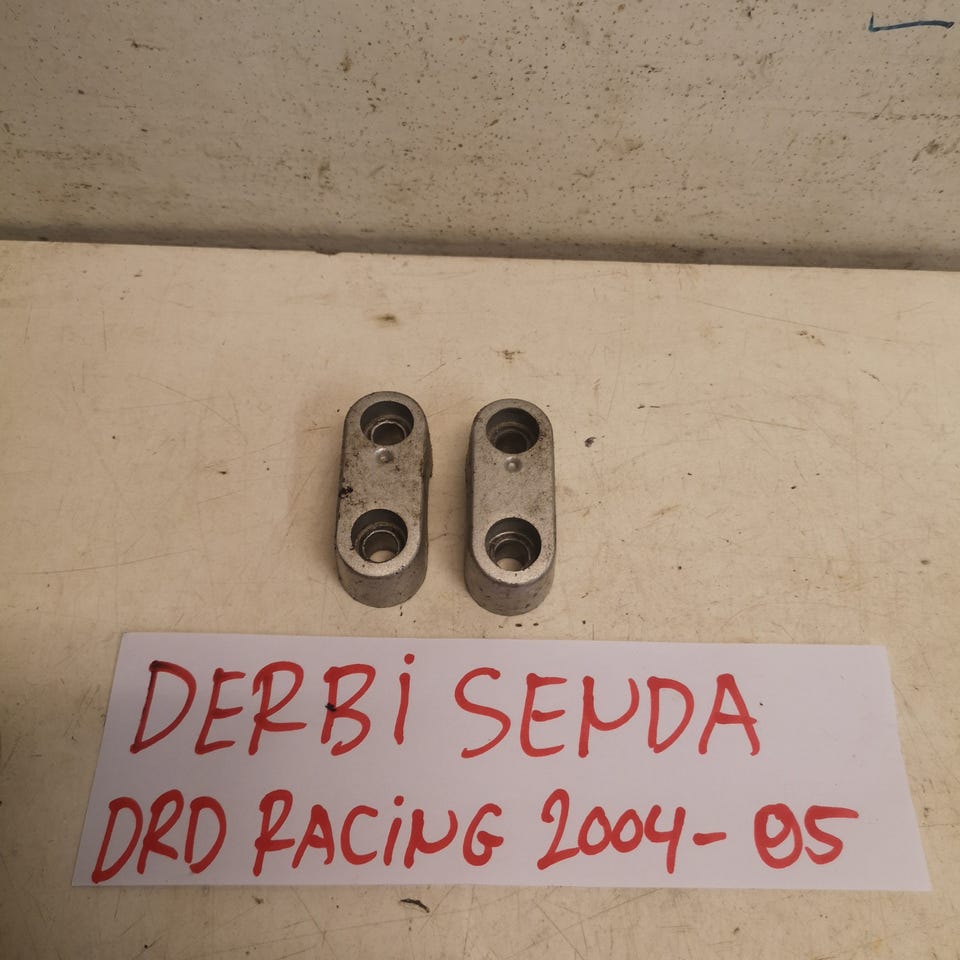 DERBi SENDA
DRD RACiNG 2004-05